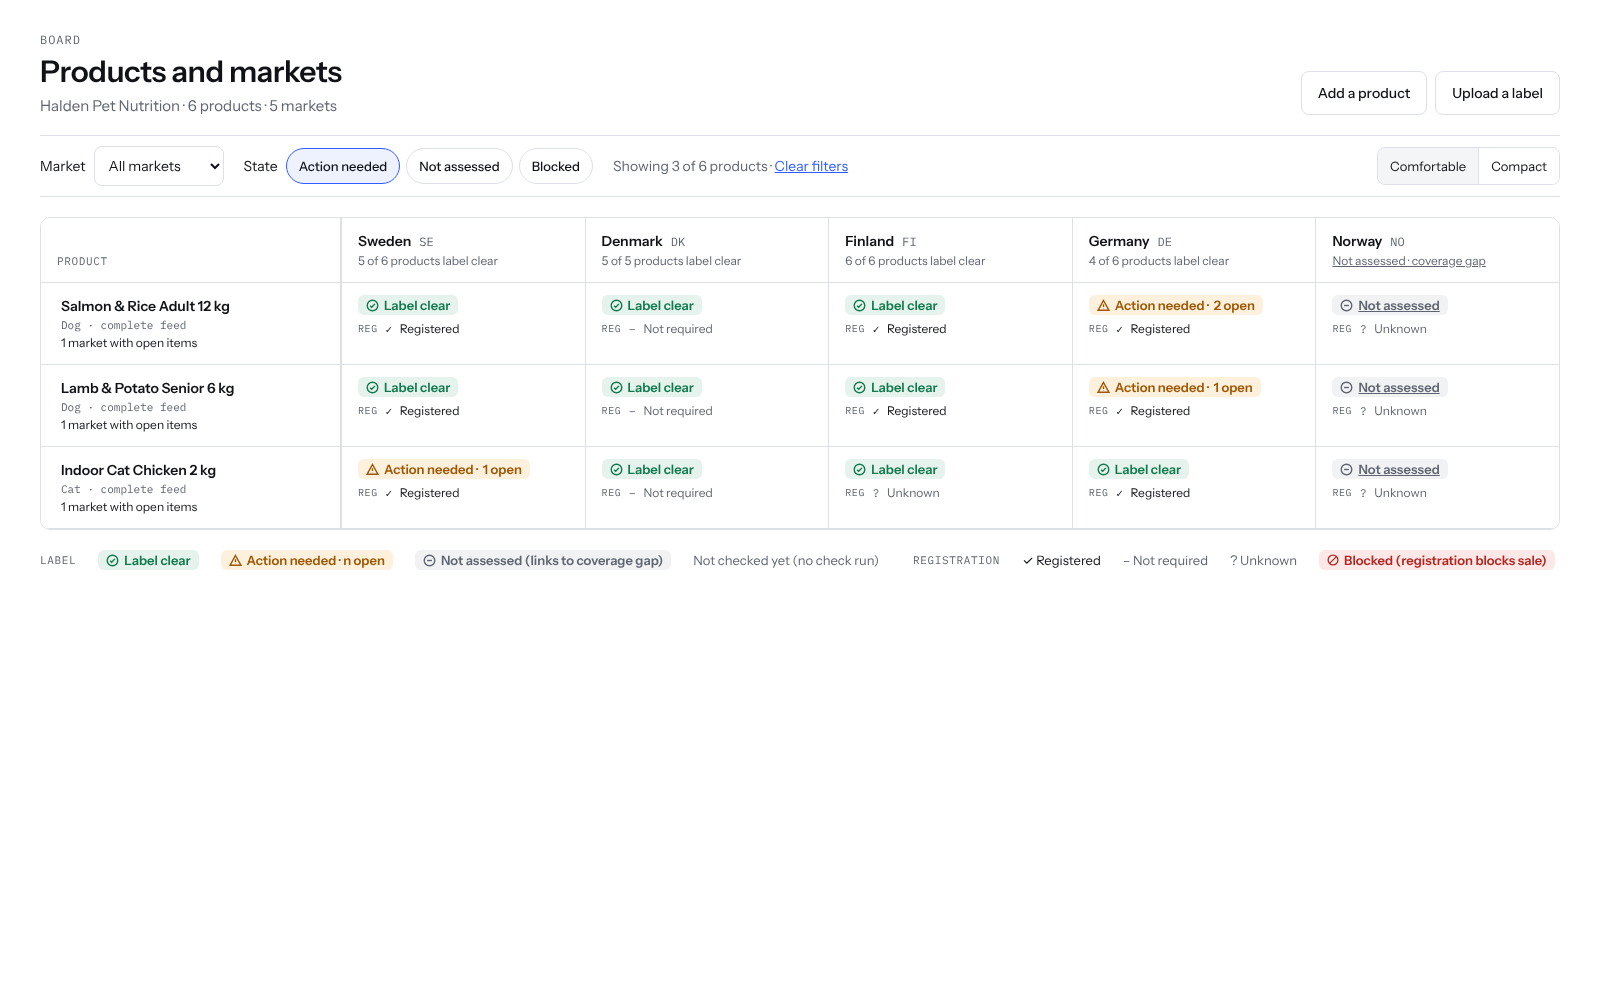 BOARD
Products and markets
Halden Pet Nutrition · 6 products · 5 markets
Add a product
Upload a label
Market All markets State Action needed Not assessed Blocked Showing 3 of 6 products · Clear filters Comfortable Compact
PRODUCT
Sweden SE
5 of 6 products label clear
Denmark DK
5 of 5 products label clear
Finland FI
6 of 6 products label clear
Germany DE
4 of 6 products label clear
Norway NO
Not assessed · coverage gap
Salmon & Rice Adult 12 kg
Dog · complete feed
1 market with open items
Label clear
REG ✓ Registered
Label clear
REG – Not required
Label clear
REG ✓ Registered
Action needed · 2 open
REG ✓ Registered
Not assessed
REG ? Unknown
Lamb & Potato Senior 6 kg
Dog · complete feed
1 market with open items
Label clear
REG ✓ Registered
Label clear
REG – Not required
Label clear
REG ✓ Registered
Action needed · 1 open
REG ✓ Registered
Not assessed
REG ? Unknown
Indoor Cat Chicken 2 kg
Cat · complete feed
1 market with open items
Action needed · 1 open
REG ✓ Registered
Label clear
REG – Not required
Label clear
REG ? Unknown
Label clear
REG ✓ Registered
Not assessed
REG ? Unknown
LABEL Label clear Action needed · n open Not assessed (links to coverage gap) Not checked yet (no check run) REGISTRATION ✓ Registered – Not required ? Unknown Blocked (registration blocks sale)